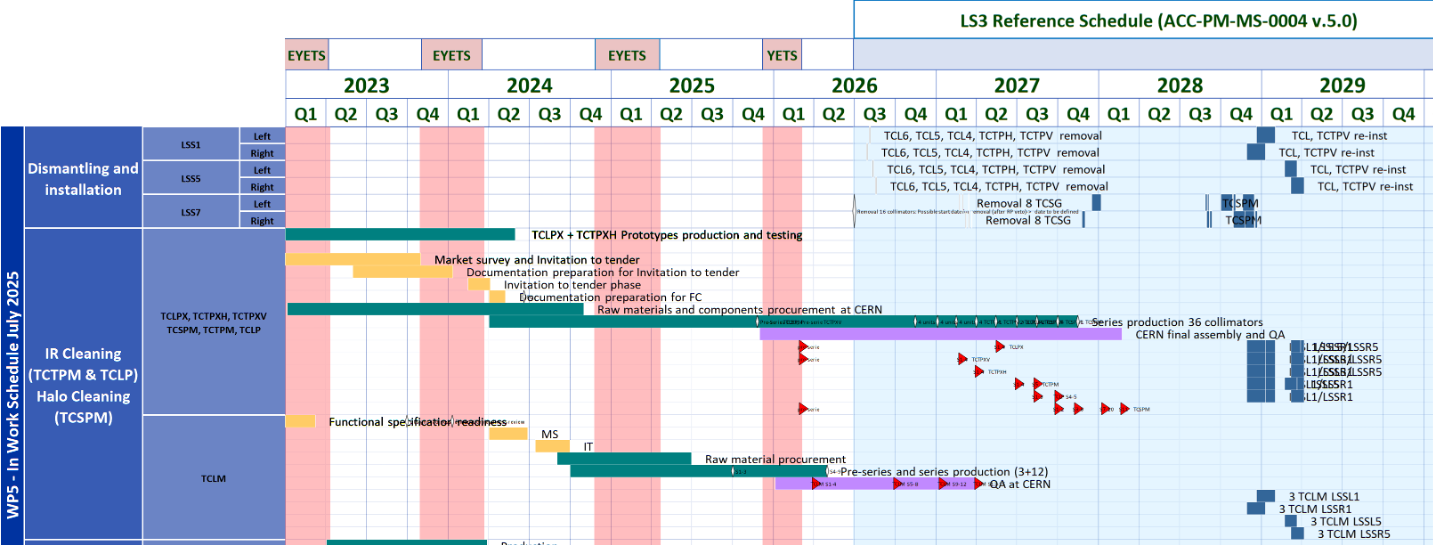 LS3 Reference Schedule (ACC-PM-MS-0004 v.5.0)
EYETS EYETS EYETS YETS
2023 2024 2025 2026 2027 2028 2029
Q1 Q2 Q3 Q4 Q1 Q2 Q3 Q4 Q1 Q2 Q3 Q4 Q1 Q2 Q3 Q4 Q1 Q2 Q3 Q4 Q1 Q2 Q3 Q4 Q1 Q2 Q3 Q4
WP5 - In Work Schedule July 2025
Dismantling and
installation
LSS1
Left
TCL6, TCL5, TCL4, TCTPH, TCTPV removal
TCL, TCTPV re-inst
Right
TCL6, TCL5, TCL4, TCTPH, TCTPV removal
TCL, TCTPV re-inst
LSS5
Left
TCL6, TCL5, TCL4, TCTPH, TCTPV removal
TCL, TCTPV re-inst
Right
TCL6, TCL5, TCL4, TCTPH, TCTPV removal
TCL, TCTPV re-inst
LSS7
Left
Removal 8 TCSG
TCSPM
Removal 16 collimators: Possible start date
Right
Removal 8 TCSG
TCSPM
IR Cleaning
(TCTPM & TCLP)
Halo Cleaning
(TCSPM)
TCLPX, TCTPXH, TCTPXV
TCSPM, TCTPM, TCLP
TCLPX + TCTPXH Prototypes production and testing
Market survey and Invitation to tender
Documentation preparation for Invitation to tender
Invitation to tender phase
Documentation preparation for FC
Raw materials and components procurement at CERN
Series production 36 collimators
CERN final assembly and QA
TCLPX
TCTPXV
TCTPXH
TCTPM
S4-5
TCSPM
TCLM
Functional specification readiness
MS
IT
Raw material procurement
Pre-series and series production (3+12)
QA at CERN
3 TCLM LSSL1
3 TCLM LSSR1
3 TCLM LSSL5
3 TCLM LSSR5